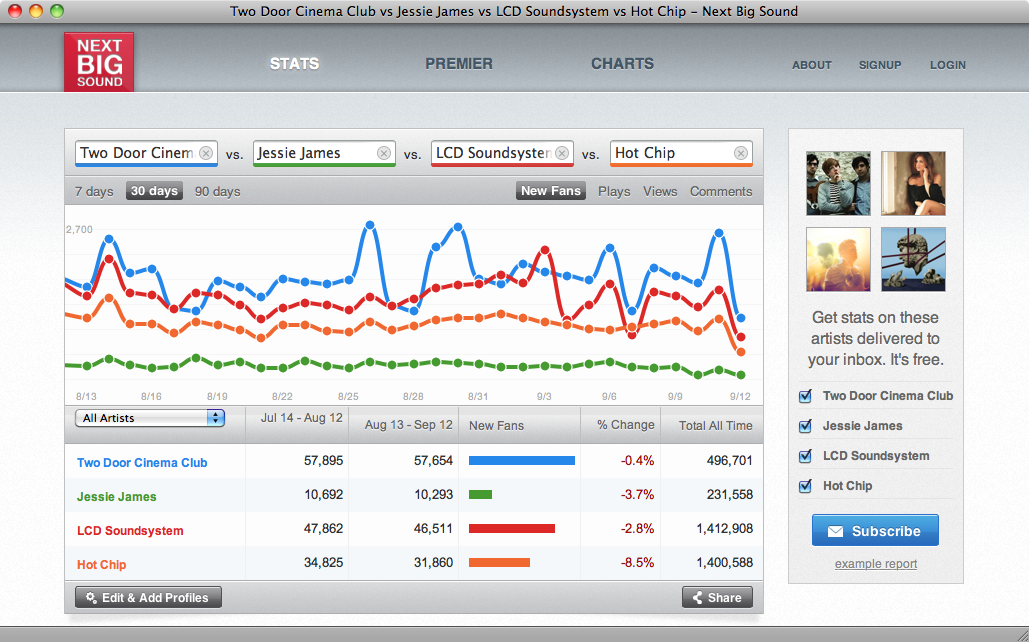 Two Door Cinema Club vs Jessie James vs LCD Soundsystem vs Hot Chip – Next Big Sound
NEXT
BIG
SOUND
STATS PREMIER CHARTS ABOUT SIGNUP LOGIN
Two Door Cinem vs. Jessie James vs. LCD Soundsyster vs. Hot Chip
7 days 30 days 90 days New Fans Plays Views Comments
2,700
8/13 8/16 8/19 8/22 8/25 8/28 8/31 9/3 9/6 9/9 9/12
All Artists Jul 14 - Aug 12 Aug 13 - Sep 12 New Fans % Change Total All Time
Two Door Cinema Club 57,895 57,654 -0.4% 496,701
Jessie James 10,692 10,293 -3.7% 231,558
LCD Soundsystem 47,862 46,511 -2.8% 1,412,908
Hot Chip 34,825 31,860 -8.5% 1,400,588
Edit & Add Profiles Share
Get stats on these
artists delivered to
your inbox. It's free.
Two Door Cinema Club
Jessie James
LCD Soundsystem
Hot Chip
Subscribe
example report